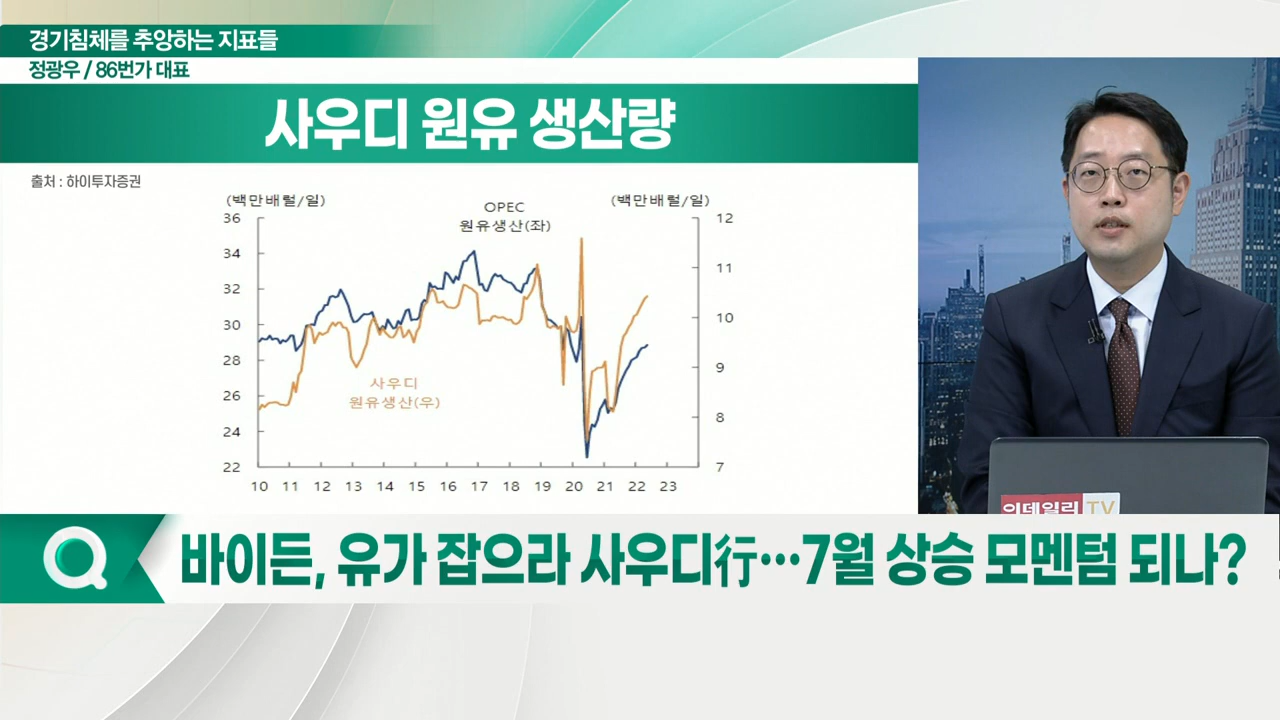 경기침체를 추앙하는 지표들
정광우 / 86번가 대표
사우디 원유 생산량
출처 : 하이투자증권
(백만배럴/일)
(백만배럴/일)
OPEC
원유생산(좌)
사우디
원유생산(우)
36
34
32
30
28
26
24
22
12
11
10
9
8
7
10 11 12 13 14 15 16 17 18 19 20 21 22 23
이데일리 TV
바이든, 유가 잡으라 사우디行…7월 상승 모멘텀 되나?